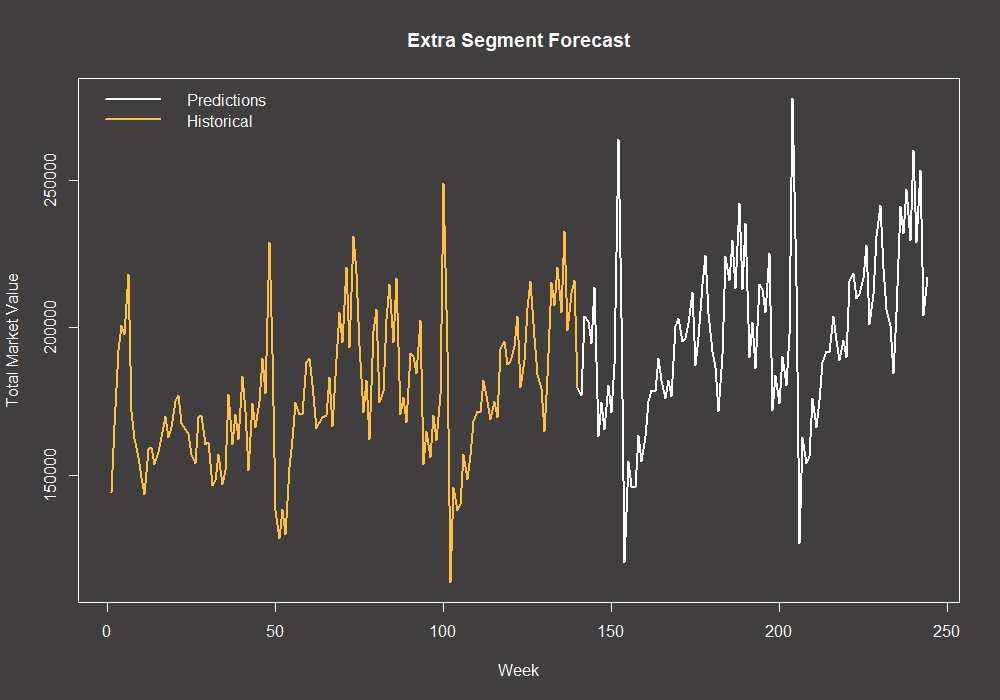 Extra Segment Forecast
Predictions
Historical
250000
200000
150000
Total Market Value
0 50 100 150 200 250
Week